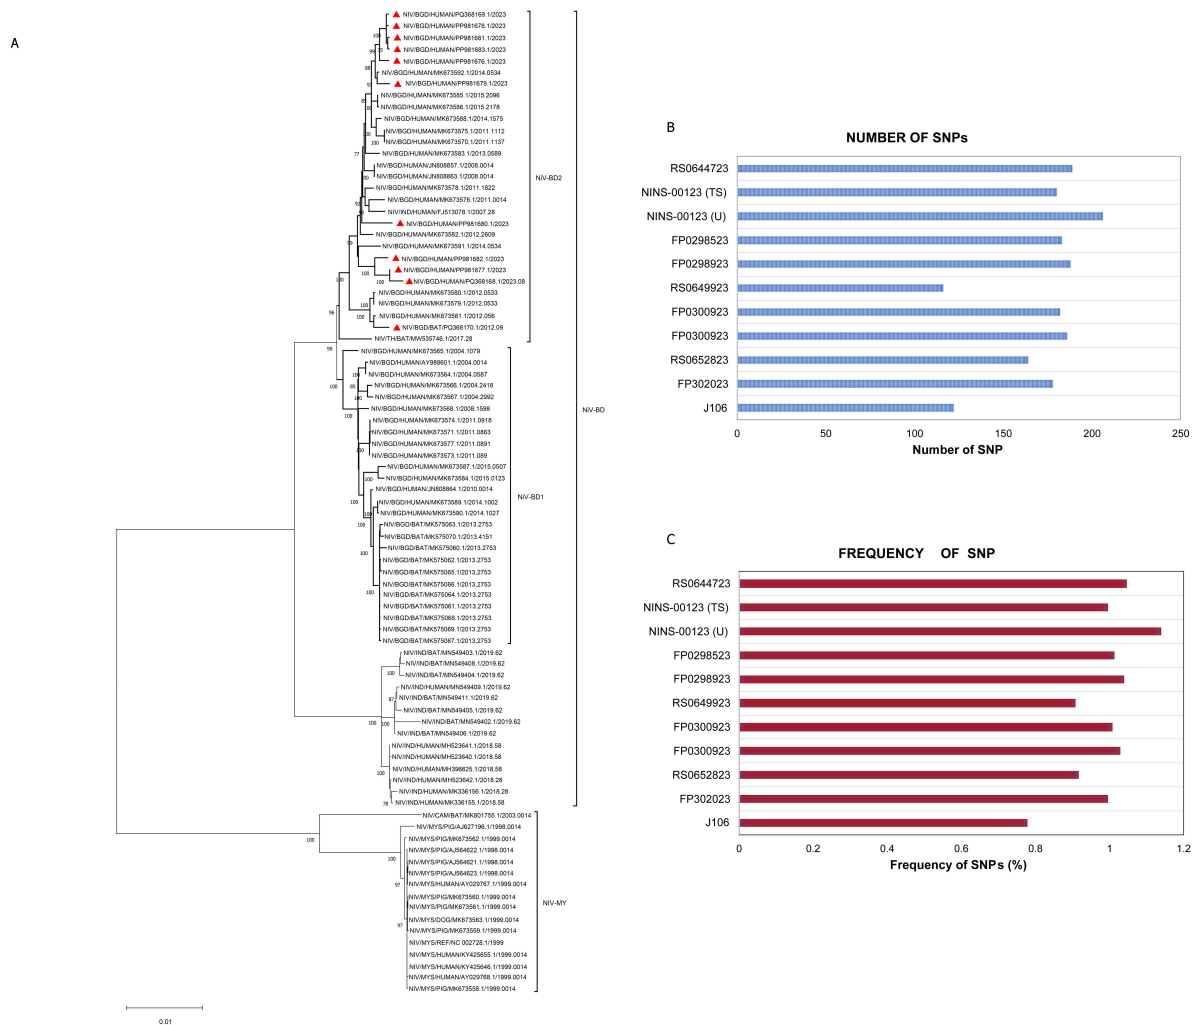 A
NIV/BGD/HUMAN/PQ368169.1/2023
NIV/BGD/HUMAN/PP981678.1/2023
NIV/BGD/HUMAN/PP981681.1/2023
NIV/BGD/HUMAN/PP981683.1/2023
NIV/BGD/HUMAN/PP981676.1/2023
NIV/BGD/HUMAN/MK673592.1/2014.0534
NIV/BGD/HUMAN/PP981679.1/2023
NIV/BGD/HUMAN/MK673585.1/2015.2096
NIV/BGD/HUMAN/MK673586.1/2015.2178
NIV/BGD/HUMAN/MK673588.1/2014.1575
NIV/BGD/HUMAN/MK673575.1/2011.1112
NIV/BGD/HUMAN/MK673570.1/2011.1137
NIV/BGD/HUMAN/MK673583.1/2013.0589
NIV/BGD/HUMAN/JN808857.1/2008.0014
NIV/BGD/HUMAN/JN808863.1/2008.0014
NIV/BGD/HUMAN/MK673578.1/2011.1822
NIV/BGD/HUMAN/MK673576.1/2011.0014
NIV/IND/HUMAN/FJ513078.1/2007.28
NIV/BGD/HUMAN/PP981680.1/2023
NIV/BGD/HUMAN/MK673582.1/2012.2609
NIV/BGD/HUMAN/MK673591.1/2014.0534
NIV/BGD/HUMAN/PP981682.1/2023
NIV/BGD/HUMAN/PP981677.1/2023
NIV/BGD/HUMAN/PQ368168.1/2023.08
NIV/BGD/HUMAN/MK673580.1/2012.0533
NIV/BGD/HUMAN/MK673579.1/2012.0533
NIV/BGD/HUMAN/MK673581.1/2012.056
NIV/BGD/BAT/PQ368170.1/2012.09
NIV/TH/BAT/MW535746.1/2017.28
NiV-BD2
NIV/BGD/HUMAN/MK673565.1/2004.1079
NIV/BGD/HUMAN/AY988601.1/2004.0014
NIV/BGD/HUMAN/MK673564.1/2004.0587
NIV/BGD/HUMAN/MK673566.1/2004.2418
NIV/BGD/HUMAN/MK673567.1/2004.2992
NIV/BGD/HUMAN/MK673568.1/2008.1598
NIV/BGD/HUMAN/MK673574.1/2011.0918
NIV/BGD/HUMAN/MK673571.1/2011.0863
NIV/BGD/HUMAN/MK673577.1/2011.0891
NIV/BGD/HUMAN/MK673573.1/2011.089
NIV/BGD/HUMAN/MK673587.1/2015.0507
NIV/BGD/HUMAN/MK673584.1/2015.0123
NIV/BGD/HUMAN/JN808864.1/2010.0014
NIV/BGD/HUMAN/MK673589.1/2014.1002
NIV/BGD/HUMAN/MK673590.1/2014.1027
NIV/BGD/BAT/MK575063.1/2013.2753
NIV/BGD/BAT/MK575070.1/2013.4151
NIV/BGD/BAT/MK575060.1/2013.2753
NIV/BGD/BAT/MK575062.1/2013.2753
NIV/BGD/BAT/MK575065.1/2013.2753
NIV/BGD/BAT/MK575066.1/2013.2753
NIV/BGD/BAT/MK575064.1/2013.2753
NIV/BGD/BAT/MK575061.1/2013.2753
NIV/BGD/BAT/MK575068.1/2013.2753
NIV/BGD/BAT/MK575069.1/2013.2753
NIV/BGD/BAT/MK575067.1/2013.2753
NiV-BD1
NiV-BD
NIV/IND/BAT/MN549403.1/2019.62
NIV/IND/BAT/MN549408.1/2019.62
NIV/IND/BAT/MN549404.1/2019.62
NIV/IND/HUMAN/MN549409.1/2019.62
NIV/IND/BAT/MN549411.1/2019.62
NIV/IND/BAT/MN549405.1/2019.62
NIV/IND/BAT/MN549402.1/2019.62
NIV/IND/BAT/MN549406.1/2019.62
NIV/IND/HUMAN/MH523641.1/2018.58
NIV/IND/HUMAN/MH523640.1/2018.58
NIV/IND/HUMAN/MH396625.1/2018.58
NIV/IND/HUMAN/MH523642.1/2018.28
NIV/IND/HUMAN/MK336156.1/2018.28
NIV/IND/HUMAN/MK336155.1/2018.58
NIV/CAM/BAT/MK801755.1/2003.0014
NIV/MYS/PIG/AJ627196.1/1998.0014
NIV/MYS/PIG/MK673562.1/1999.0014
NIV/MYS/PIG/AJ564622.1/1998.0014
NIV/MYS/PIG/AJ564621.1/1998.0014
NIV/MYS/PIG/AJ564623.1/1998.0014
NIV/MYS/HUMAN/AY029767.1/1999.0014
NIV/MYS/PIG/MK673560.1/1999.0014
NIV/MYS/PIG/MK673561.1/1999.0014
NIV/MYS/DOG/MK673563.1/1999.0014
NIV/MYS/PIG/MK673559.1/1999.0014
NIV/MYS/REF/NC 002728.1/1999
NIV/MYS/HUMAN/KY425655.1/1999.0014
NIV/MYS/HUMAN/KY425646.1/1999.0014
NIV/MYS/HUMAN/AY029768.1/1999.0014
NIV/MYS/PIG/MK673558.1/1999.0014
NIV-MY
0.01
B
NUMBER OF SNPs
RS0644723
NINS-00123 (TS)
NINS-00123 (U)
FP0298523
FP0298923
RS0649923
FP0300923
FP0300923
RS0652823
FP302023
J106
0 50 100 150 200 250
Number of SNP
C
FREQUENCY OF SNP
RS0644723
NINS-00123 (TS)
NINS-00123 (U)
FP0298523
FP0298923
RS0649923
FP0300923
FP0300923
RS0652823
FP302023
J106
0 0.2 0.4 0.6 0.8 1 1.2
Frequency of SNPs (%)